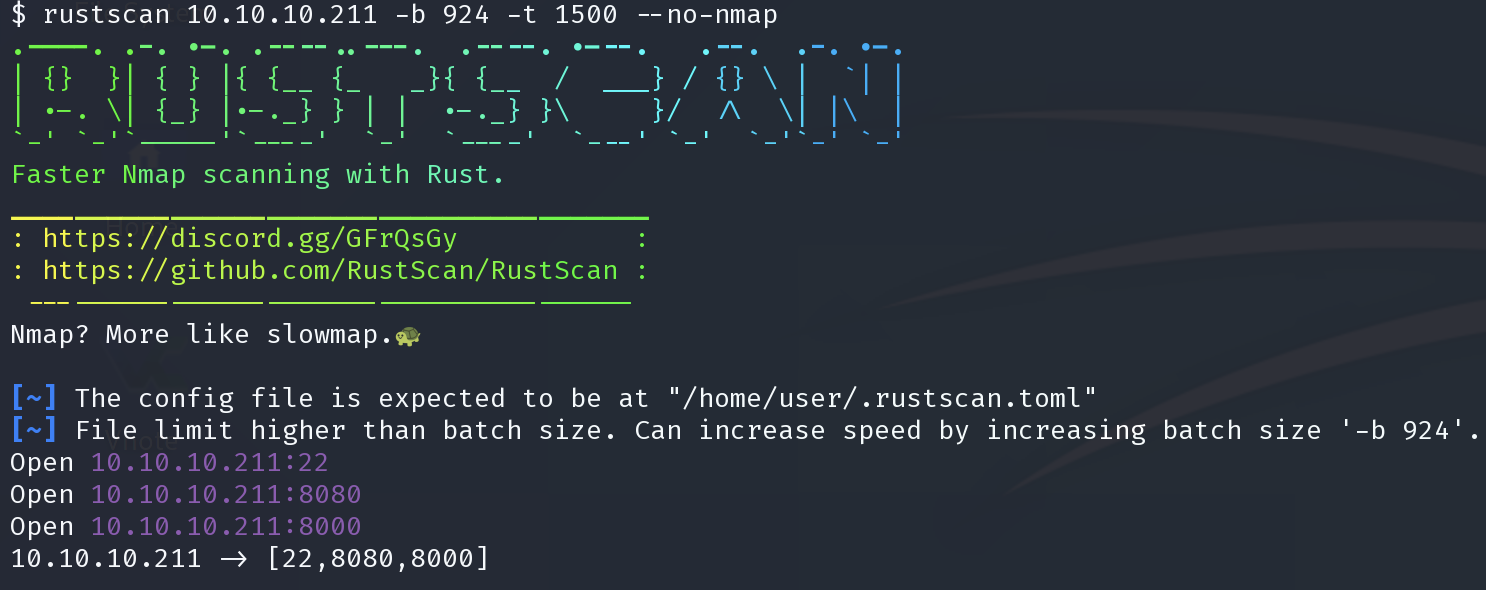 $ rustscan 10.10.10.211 -b 924 -t 1500 --no-nmap
.----. .-. .-. .----..---.  .----. .---.   .--.  .-. .-.
| {}  }| { } |{ {__ {_   _}{ {__  /  ___} / {} \ |  `| |
| .-. \| {_} |.-._} } | |  .-._} }\     }/  /\  \| |\  |
`-' `-'`-----'`----'  `-'  `----'  `---' `-'  `-'`-' `-'
Faster Nmap scanning with Rust.
________________________________________
: https://discord.gg/GFrQsGy           :
: https://github.com/RustScan/RustScan :
 --------------------------------------
Nmap? More like slowmap.🐢
[~] The config file is expected to be at "/home/user/.rustscan.toml"
[~] File limit higher than batch size. Can increase speed by increasing batch size '-b 924'.
Open 10.10.10.211:22
Open 10.10.10.211:8080
Open 10.10.10.211:8000
10.10.10.211 -> [22,8080,8000]